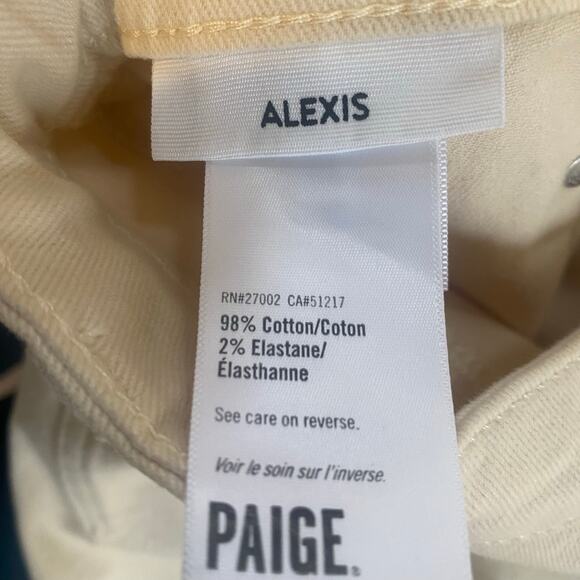 ALEXIS
RN#27002 CA#51217
98% Cotton/Coton
2% Elastane/
Élasthanne
See care on reverse.
Voir le soin sur l'inverse.
PAIGE.